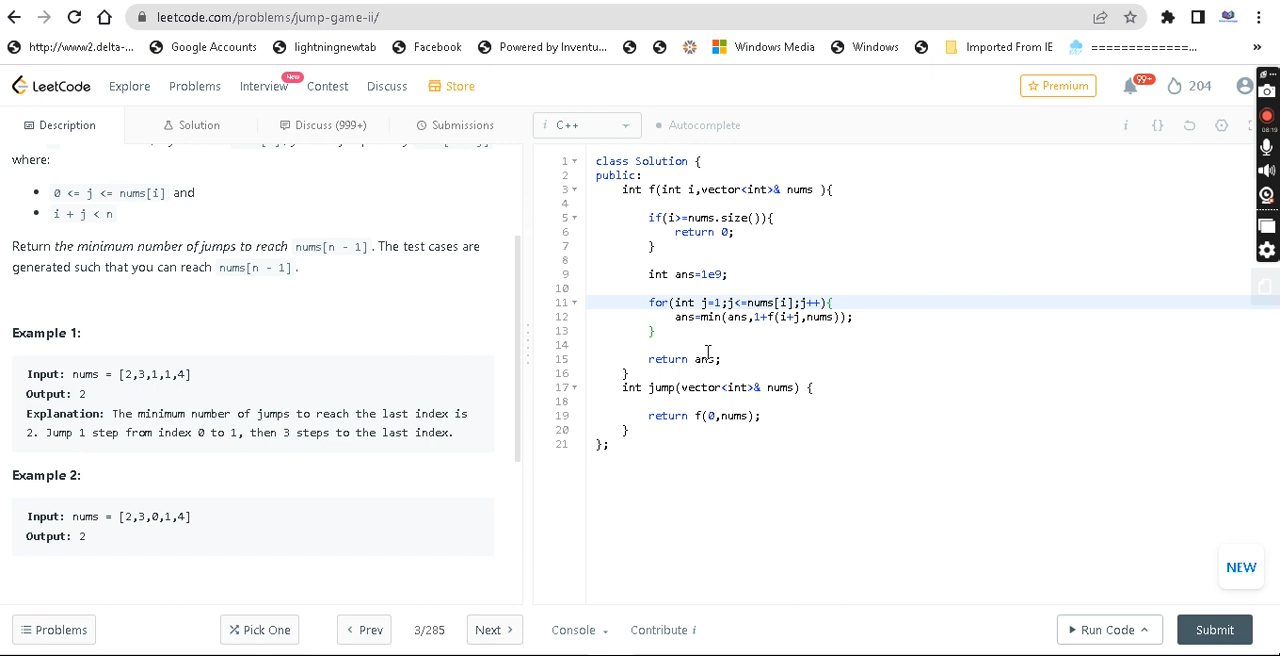 leetcode.com/problems/jump-game-ii/
http://www2.delta-... Google Accounts lightningnewtab Facebook Powered by Inventu... Windows Media Windows Imported From IE =============... »
LeetCode Explore Problems Interview New Contest Discuss Store Premium 99+ 204
Description Solution Discuss (999+) Submissions i C++ Autocomplete
08:19
where:
0 <= j <= nums[i] and
i + j < n
Return the minimum number of jumps to reach nums[n - 1]. The test cases are
generated such that you can reach nums[n - 1].
Example 1:
Input: nums = [2,3,1,1,4]
Output: 2
Explanation: The minimum number of jumps to reach the last index is
2. Jump 1 step from index 0 to 1, then 3 steps to the last index.
Example 2:
Input: nums = [2,3,0,1,4]
Output: 2
1 class Solution {
2 public:
3 int f(int i,vector<int>& nums ){
4
5 if(i>=nums.size()){
6 return 0;
7 }
8
9 int ans=1e9;
10
11 for(int j=1;j<=nums[i];j++){
12 ans=min(ans,1+f(i+j,nums));
13 }
14
15 return ans;
16 }
17 int jump(vector<int>& nums) {
18
19 return f(0,nums);
20 }
21 };
NEW
Problems Pick One Prev 3/285 Next Console Contribute i Run Code Submit